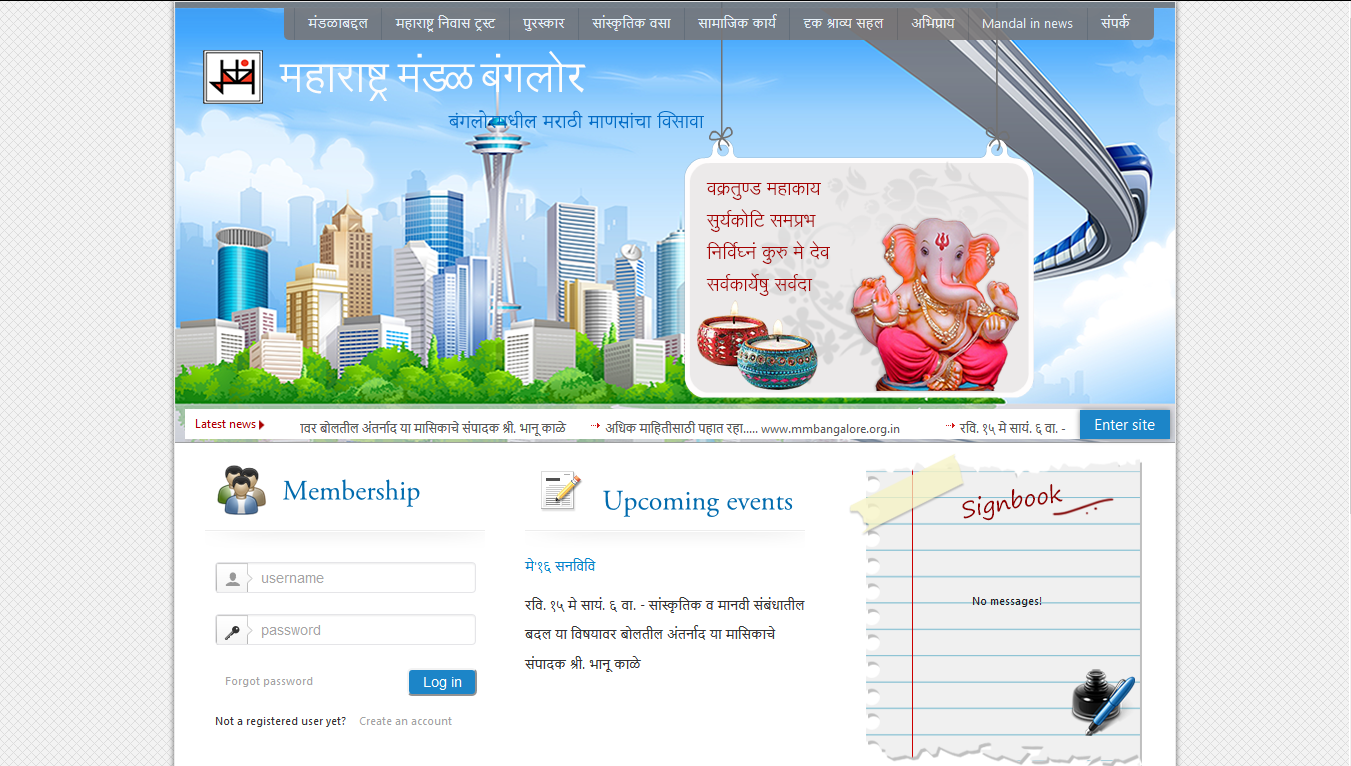 मंडळाबद्दल महाराष्ट्र निवास ट्रस्ट पुरस्कार सांस्कृतिक वसा सामाजिक कार्य दृक श्राव्य सहल अभिप्राय Mandal in news संपर्क
महाराष्ट्र मंडळ बंगलोर
बंगलोरमधील मराठी माणसांचा विसावा
वक्रतुण्ड महाकाय
सुर्यकोटि समप्रभ
निर्विघ्नं कुरु मे देव
सर्वकार्येषु सर्वदा
Latest news यावर बोलतील अंतर्नाद या मासिकाचे संपादक श्री. भानू काळे अधिक माहितीसाठी पहात रहा..... www.mmbangalore.org.in रवि. १५ मे सायं. ६ वा. - Enter site
Membership
Upcoming events
Signbook
मे'१६ सनविवि
username
रवि. १५ मे सायं. ६ वा. - सांस्कृतिक व मानवी संबंधातील
बदल या विषयावर बोलतील अंतर्नाद या मासिकाचे
संपादक श्री. भानू काळे
No messages!
password
Forgot password Log in
Not a registered user yet? Create an account